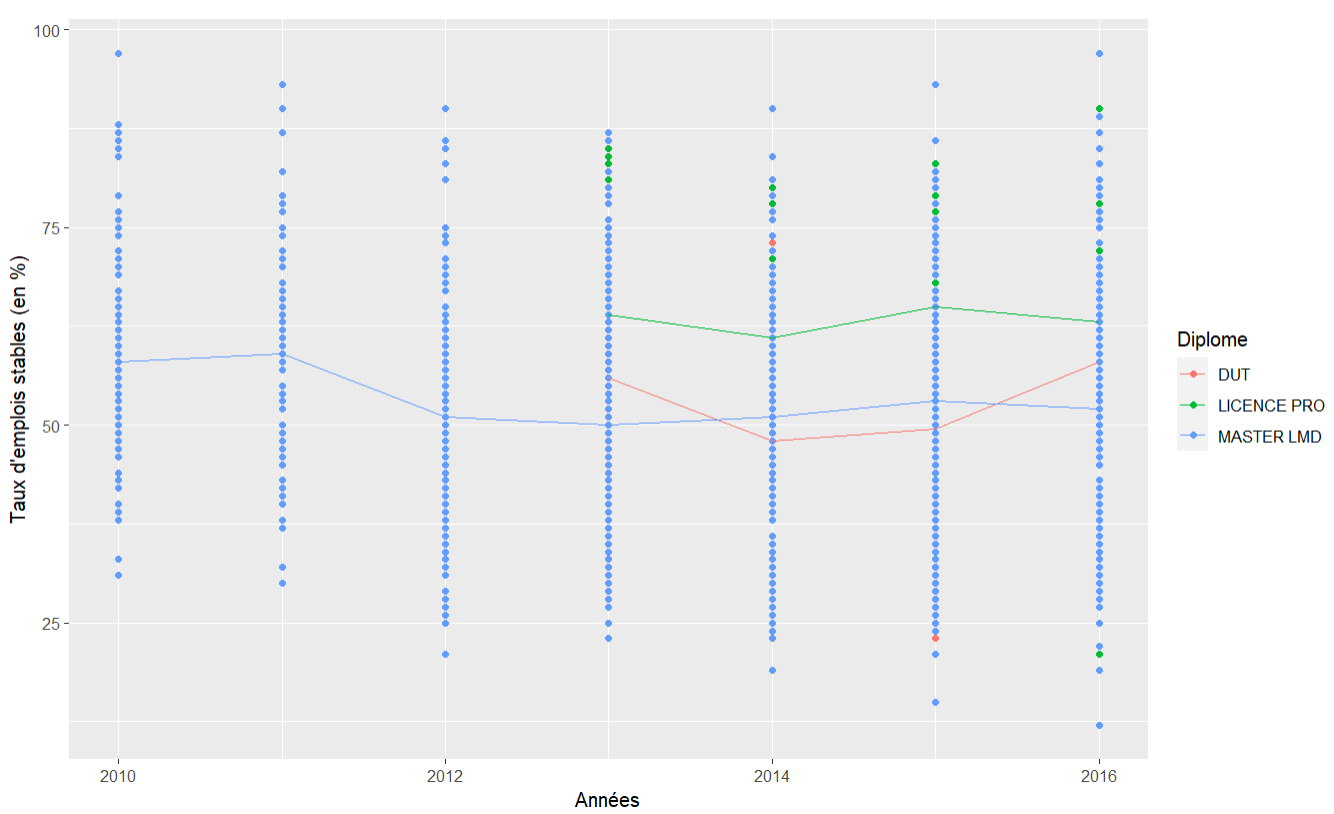 100
75
50
25
Taux d'emplois stables (en %)
2010
2012
2014
2016
Années
Diplome
DUT
LICENCE PRO
MASTER LMD